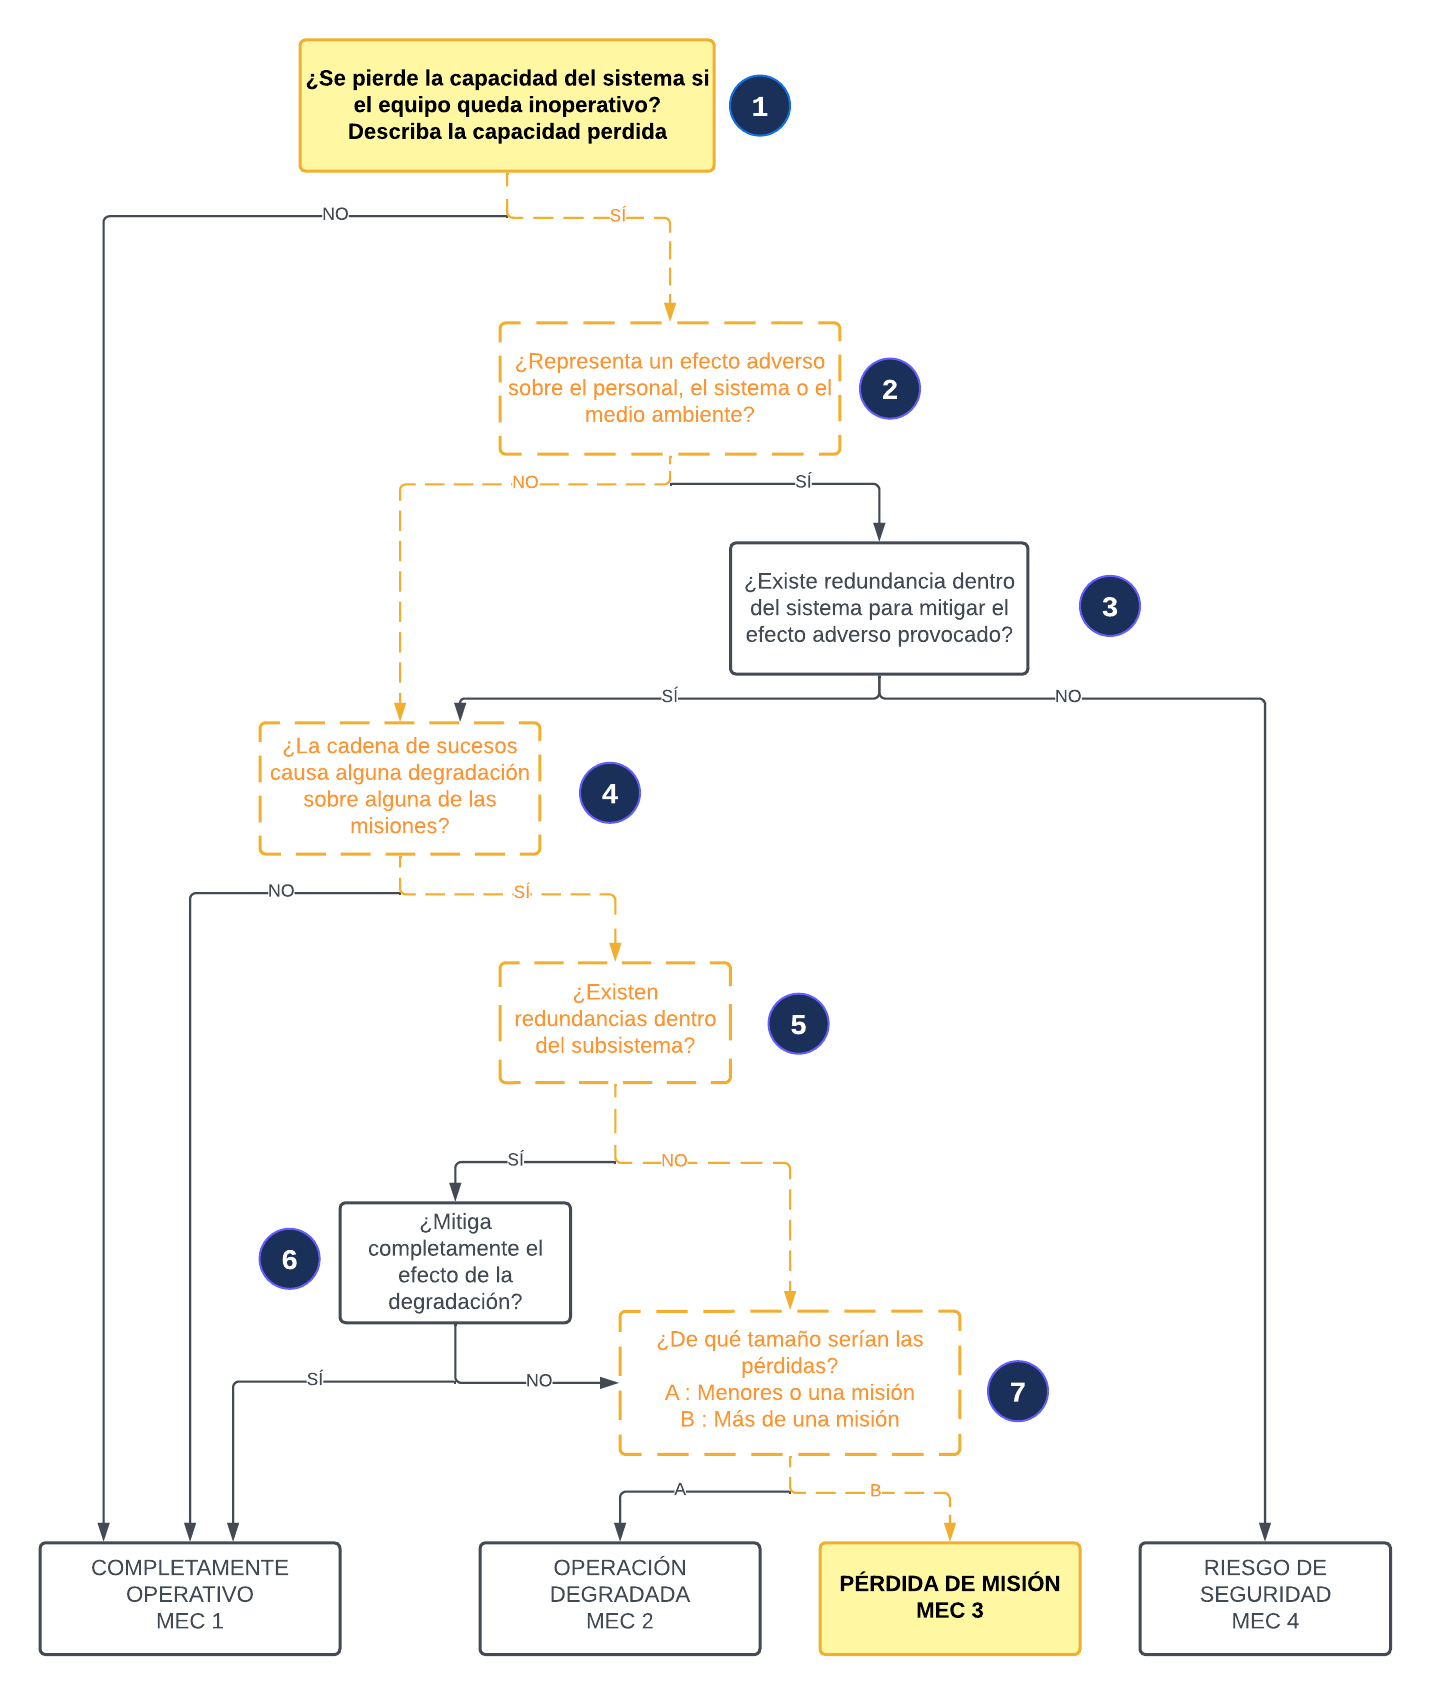 ¿Se pierde la capacidad del sistema si
el equipo queda inoperativo?
Describa la capacidad perdida
1
NO
SÍ
¿Representa un efecto adverso
sobre el personal, el sistema o el
medio ambiente?
2
NO
SÍ
¿Existe redundancia dentro
del sistema para mitigar el
efecto adverso provocado?
3
SÍ
NO
¿La cadena de sucesos
causa alguna degradación
sobre alguna de las
misiones?
4
NO
SÍ
¿Existen
redundancias dentro
del subsistema?
5
SÍ
NO
¿Mitiga
completamente el
efecto de la
degradación?
6
SÍ
NO
¿De qué tamaño serían las
pérdidas?
A : Menores o una misión
B : Más de una misión
7
A
B
COMPLETAMENTE
OPERATIVO
MEC 1
OPERACIÓN
DEGRADADA
MEC 2
PÉRDIDA DE MISIÓN
MEC 3
RIESGO DE
SEGURIDAD
MEC 4